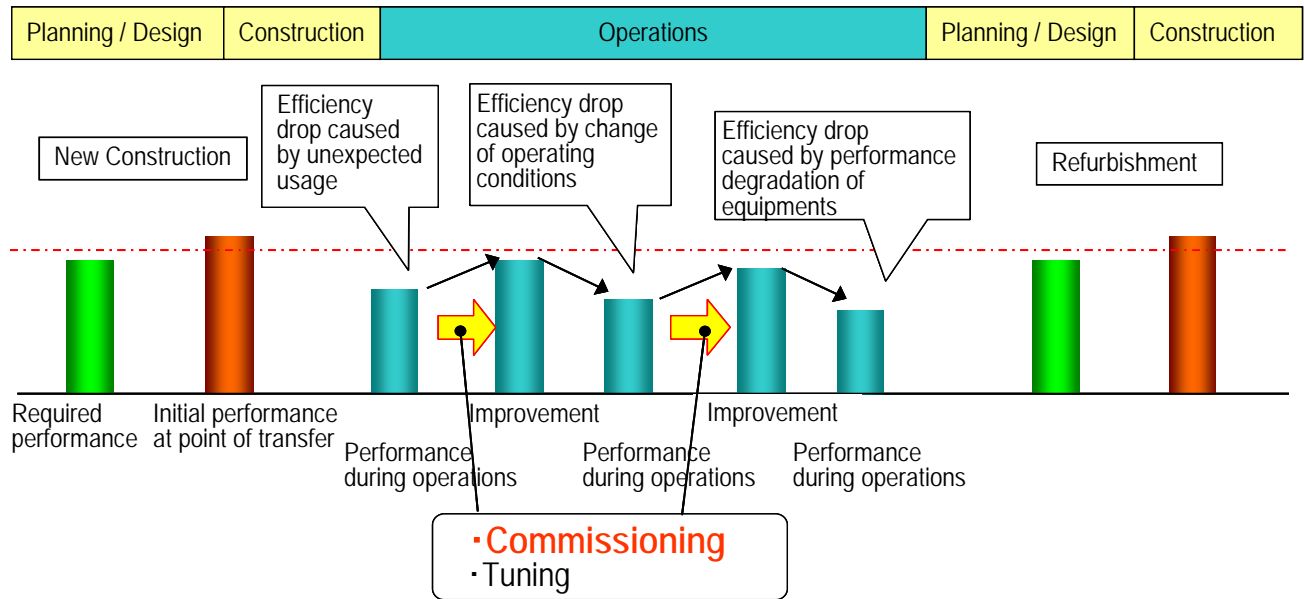 Planning / Design
Construction
Operations
Planning / Design
Construction
New Construction
Efficiency
drop caused
by unexpected
usage
Efficiency drop
caused by change
of operating
conditions
Efficiency drop
caused by performance
degradation of
equipments
Refurbishment
Required
performance
Initial performance
at point of transfer
Performance
during operations
Improvement
Performance
during operations
Improvement
Performance
during operations
・Commissioning
・Tuning